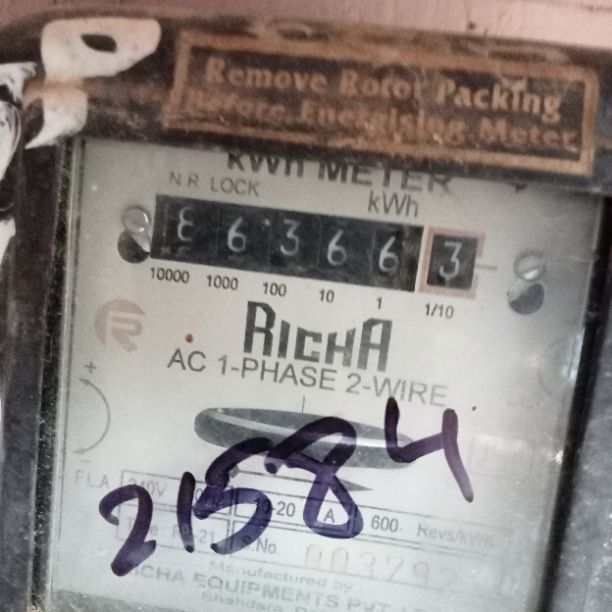 Remove Rotor Packing
Before Energising Meter
kWh METER
N R LOCK
kWh
6 3 6 6 3
10000 1000 100 10 1 1/10
RICHA
AC 1-PHASE 2-WIRE
21584
+
-
F L A 240V -20 A 600 Revs/kWh
S.No.
Manufactured by
RICHA EQUIPMENTS PVT